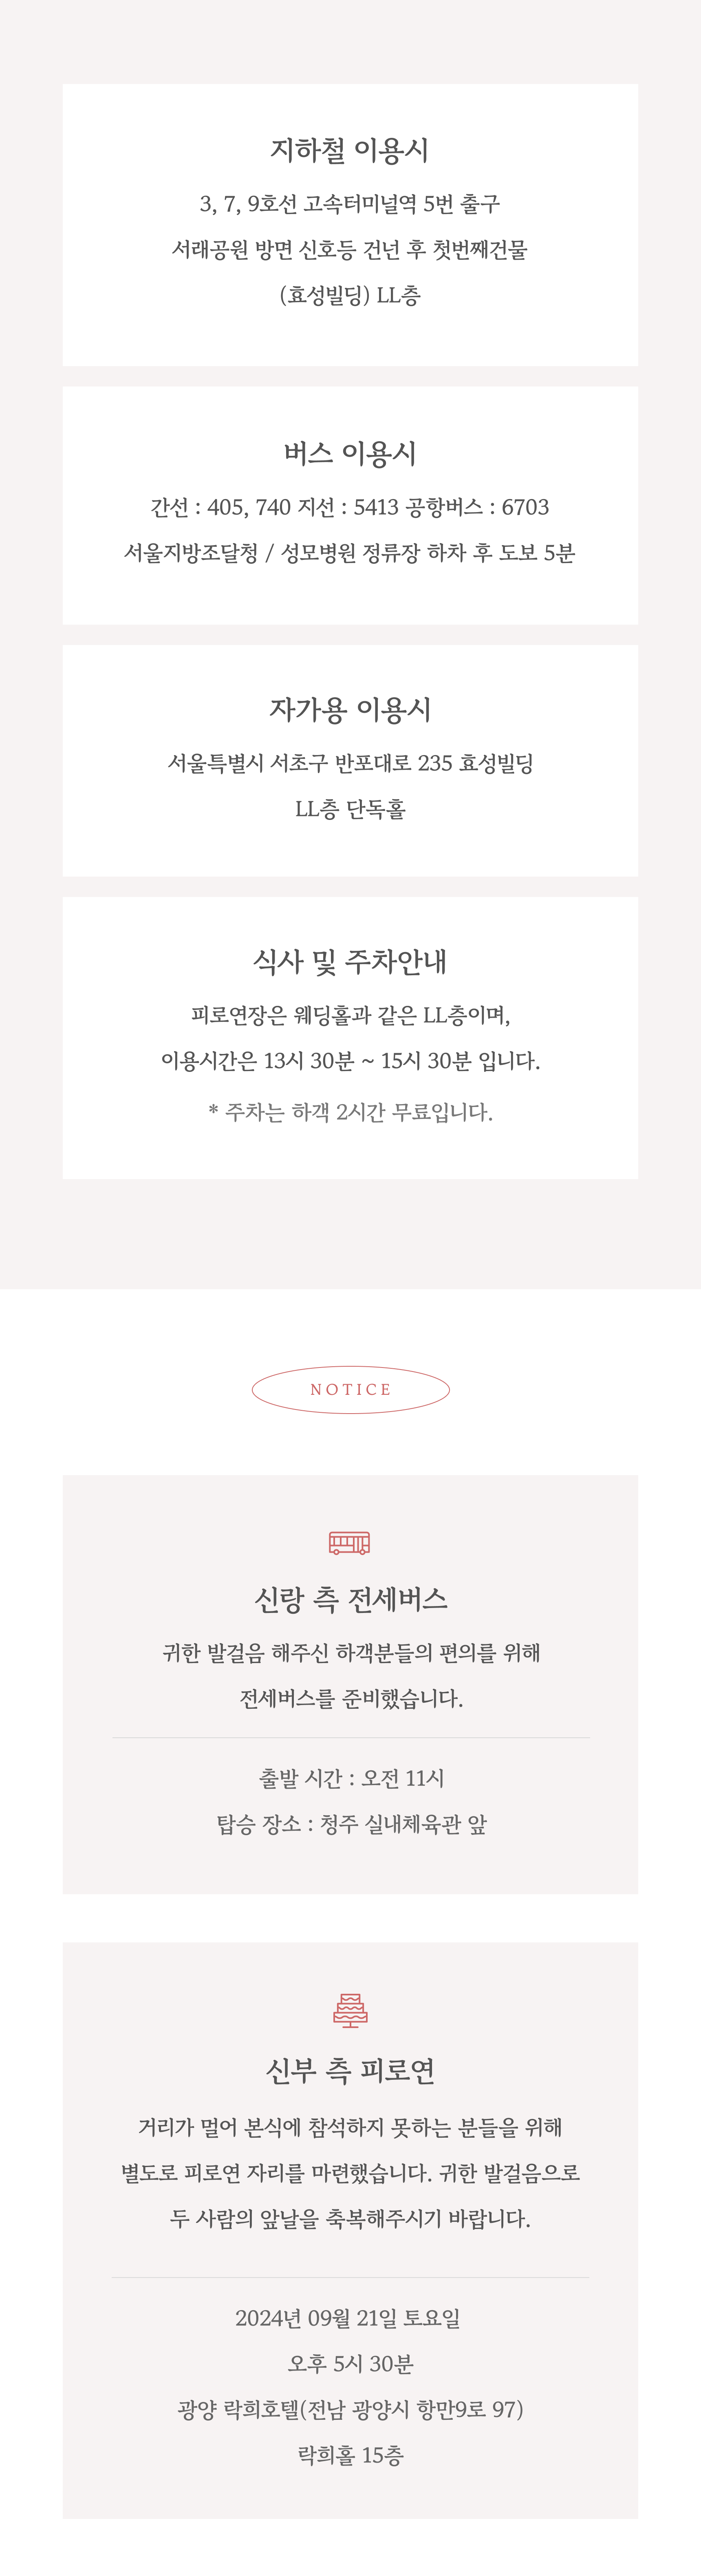 지하철 이용시
3, 7, 9호선 고속터미널역 5번 출구
서래공원 방면 신호등 건넌 후 첫번째건물
(효성빌딩) LL층
버스 이용시
간선 : 405, 740 지선 : 5413 공항버스 : 6703
서울지방조달청 / 성모병원 정류장 하차 후 도보 5분
자가용 이용시
서울특별시 서초구 반포대로 235 효성빌딩
LL층 단독홀
식사 및 주차안내
피로연장은 웨딩홀과 같은 LL층이며,
이용시간은 13시 30분 ~ 15시 30분 입니다.
* 주차는 하객 2시간 무료입니다.
NOTICE
신랑 측 전세버스
귀한 발걸음 해주신 하객분들의 편의를 위해
전세버스를 준비했습니다.
출발 시간 : 오전 11시
탑승 장소 : 청주 실내체육관 앞
신부 측 피로연
거리가 멀어 본식에 참석하지 못하는 분들을 위해
별도로 피로연 자리를 마련했습니다. 귀한 발걸음으로
두 사람의 앞날을 축복해주시기 바랍니다.
2024년 09월 21일 토요일
오후 5시 30분
광양 락희호텔(전남 광양시 항만9로 97)
락희홀 15층